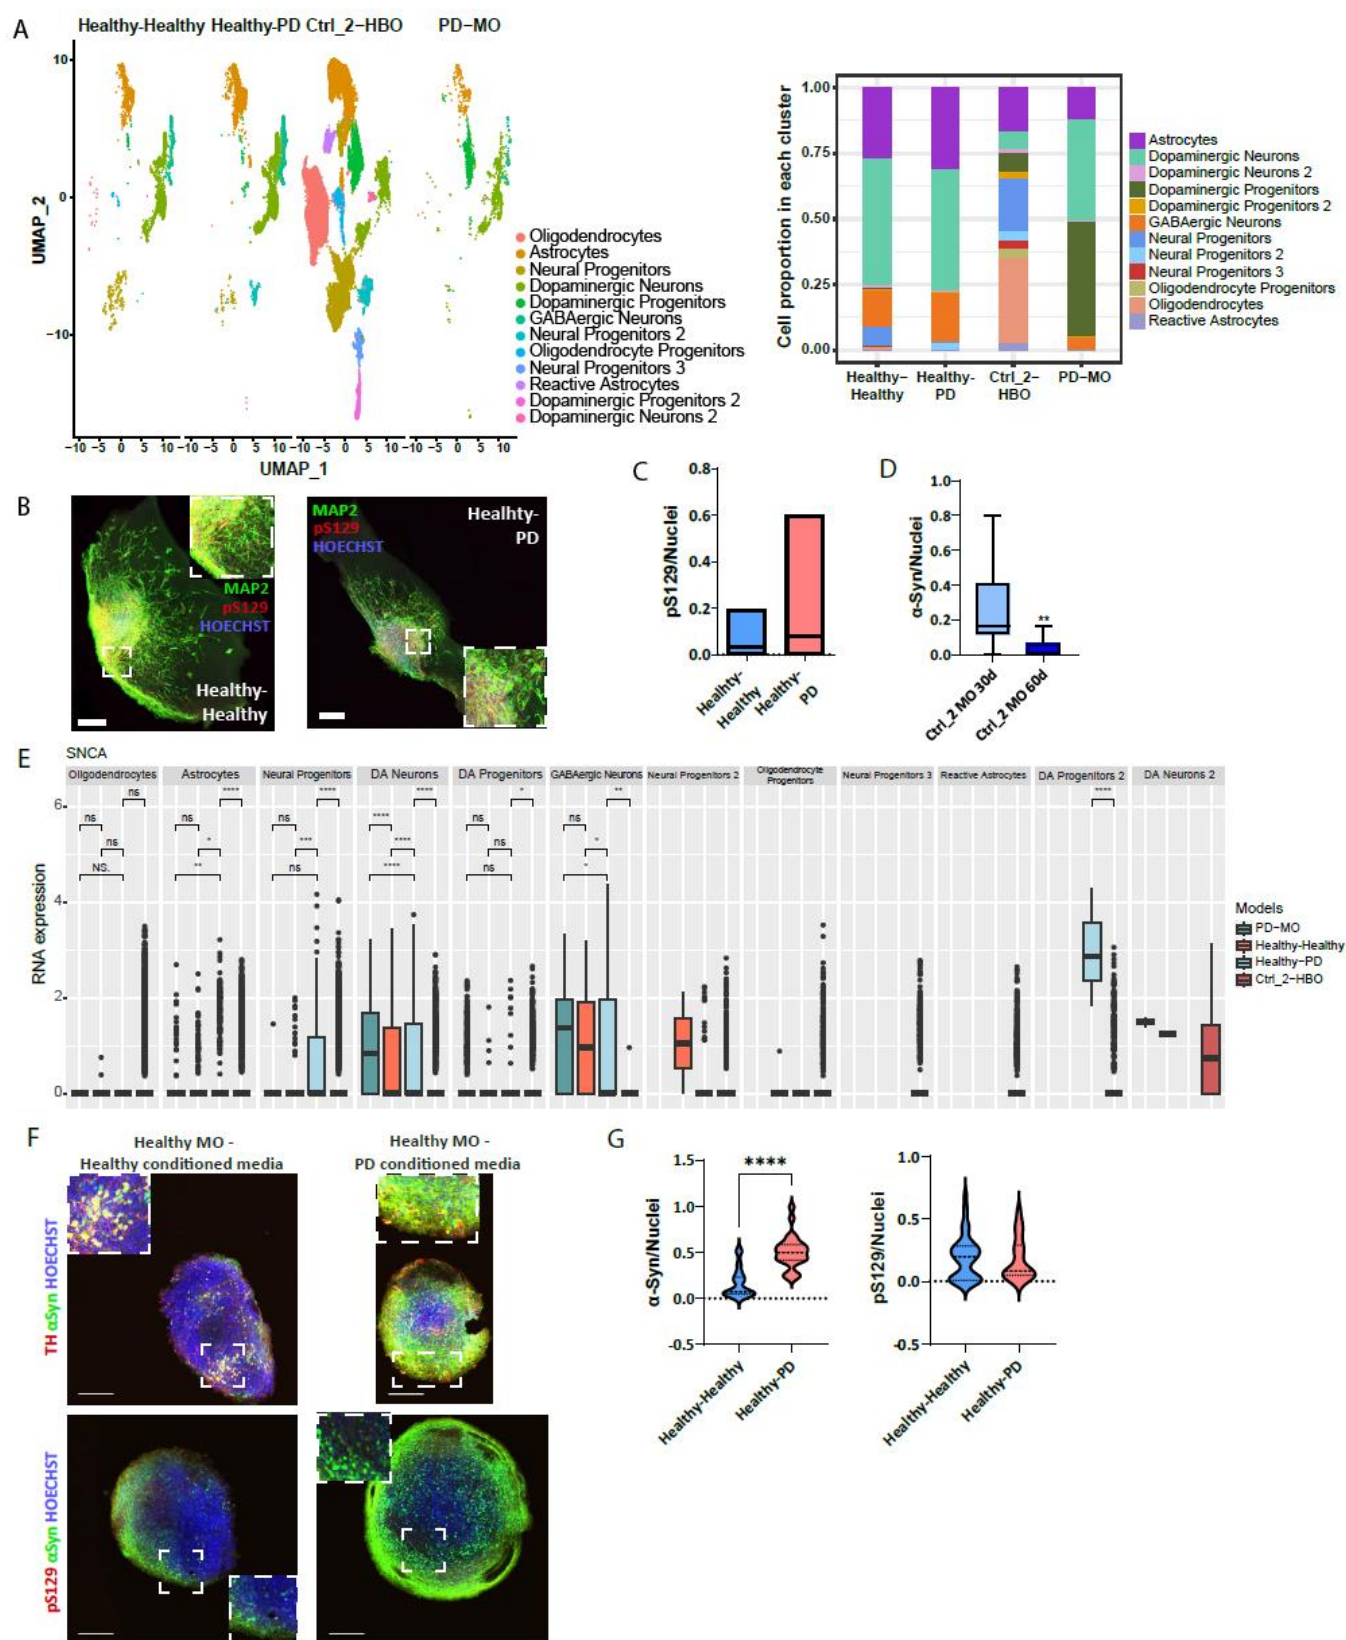 A
Healthy-Healthy Healthy-PD Ctrl_2-HBO PD-MO
UMAP_2
10
0
-10
-10 -5 0 5 10 -10 -5 0 5 10 -10 -5 0 5 10 -10 -5 0 5 10
UMAP_1
Oligodendrocytes
Astrocytes
Neural Progenitors
Dopaminergic Neurons
Dopaminergic Progenitors
GABAergic Neurons
Neural Progenitors 2
Oligodendrocyte Progenitors
Neural Progenitors 3
Reactive Astrocytes
Dopaminergic Progenitors 2
Dopaminergic Neurons 2
Cell proportion in each cluster
1.00
0.75
0.50
0.25
0.00
Healthy-
Healthy
Healthy-
PD
Ctrl_2-
HBO
PD-MO
Astrocytes
Dopaminergic Neurons
Dopaminergic Neurons 2
Dopaminergic Progenitors
Dopaminergic Progenitors 2
GABAergic Neurons
Neural Progenitors
Neural Progenitors 2
Neural Progenitors 3
Oligodendrocyte Progenitors
Oligodendrocytes
Reactive Astrocytes
B
MAP2
pS129
HOECHST
Healthy-
Healthy
MAP2
pS129
HOECHST
Healhty-
PD
C
pS129/Nuclei
0.8
0.6
0.4
0.2
0.0
Healhty-
Healthy
Healthy-
PD
D
α-Syn/Nuclei
1.0
0.8
0.6
0.4
0.2
0.0
**
Ctrl_2 MO 30d
Ctrl_2 MO 60d
E
SNCA
Oligodendrocytes
Astrocytes
Neural Progenitors
DA Neurons
DA Progenitors
GABAergic Neurons
Neural Progenitors 2
Oligodendrocyte
Progenitors
Neural Progenitors 3
Reactive Astrocytes
DA Progenitors 2
DA Neurons 2
RNA expression
6
4
2
0
ns **** **** **** * ** ****
ns ns ns **** ns ns
ns * *** **** ns *
NS. ** ns **** ns *
Models
PD-MO
Healthy-Healthy
Healthy-PD
Ctrl_2-HBO
F
Healthy MO -
Healthy conditioned media
Healthy MO -
PD conditioned media
TH αSyn HOECHST
pS129 αSyn HOECHST
G
α-Syn/Nuclei
1.5
1.0
0.5
0.0
-0.5
****
Healthy-Healthy
Healthy-PD
pS129/Nuclei
1.0
0.5
0.0
-0.5
Healthy-Healthy
Healthy-PD